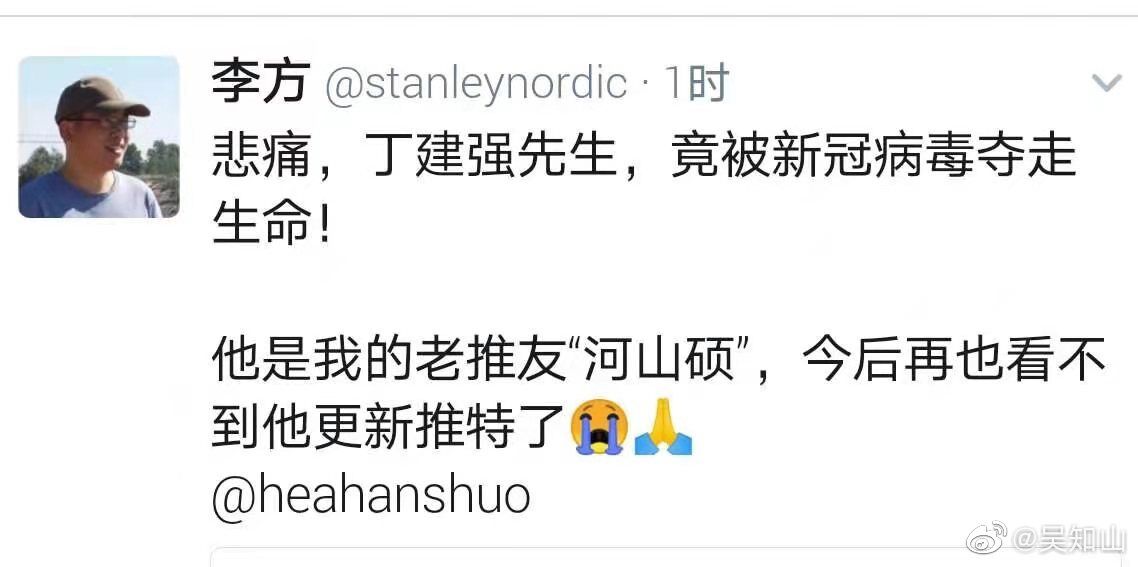 李方 @stanleynordic · 1时
悲痛，丁建强先生，竟被新冠病毒夺走
生命！
他是我的老推友“河山硕”，今后再也看不
到他更新推特了😭🙏
@heahanshuo
@吴知山